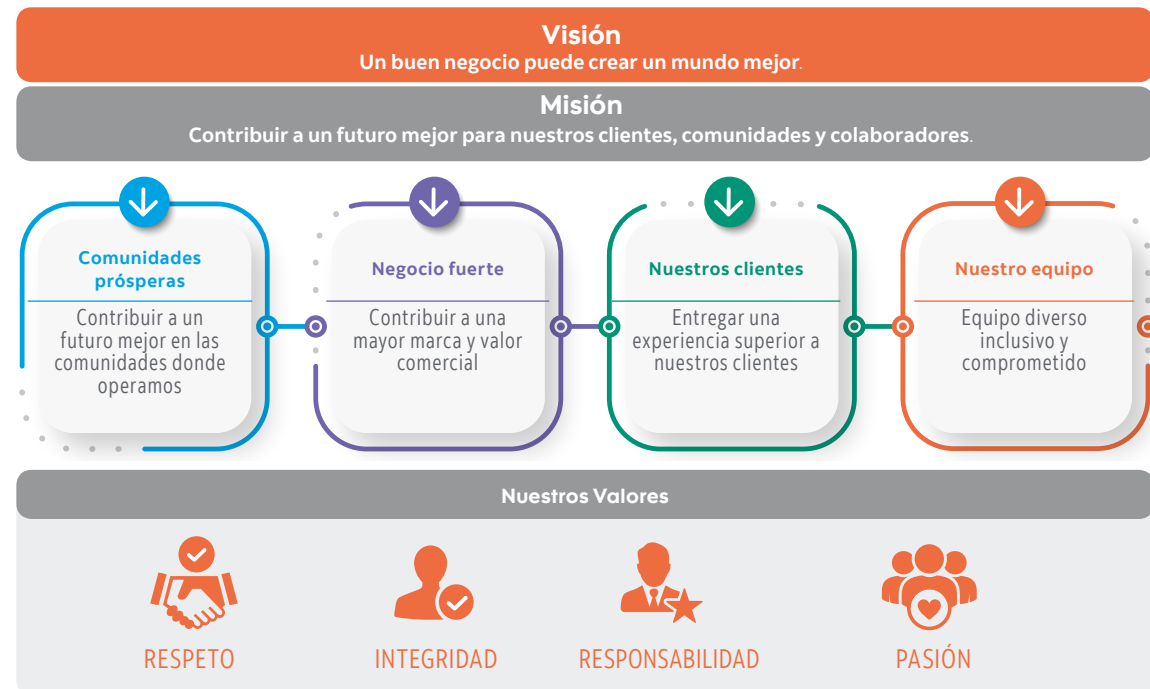 Visión
Un buen negocio puede crear un mundo mejor.
Misión
Contribuir a un futuro mejor para nuestros clientes, comunidades y colaboradores.
Comunidades
prósperas
Contribuir a un
futuro mejor en las
comunidades donde
operamos
Negocio fuerte
Contribuir a una
mayor marca y valor
comercial
Nuestros clientes
Entregar una
experiencia superior a
nuestros clientes
Nuestro equipo
Equipo diverso
inclusivo y
comprometido
Nuestros Valores
RESPETO
INTEGRIDAD
RESPONSABILIDAD
PASIÓN